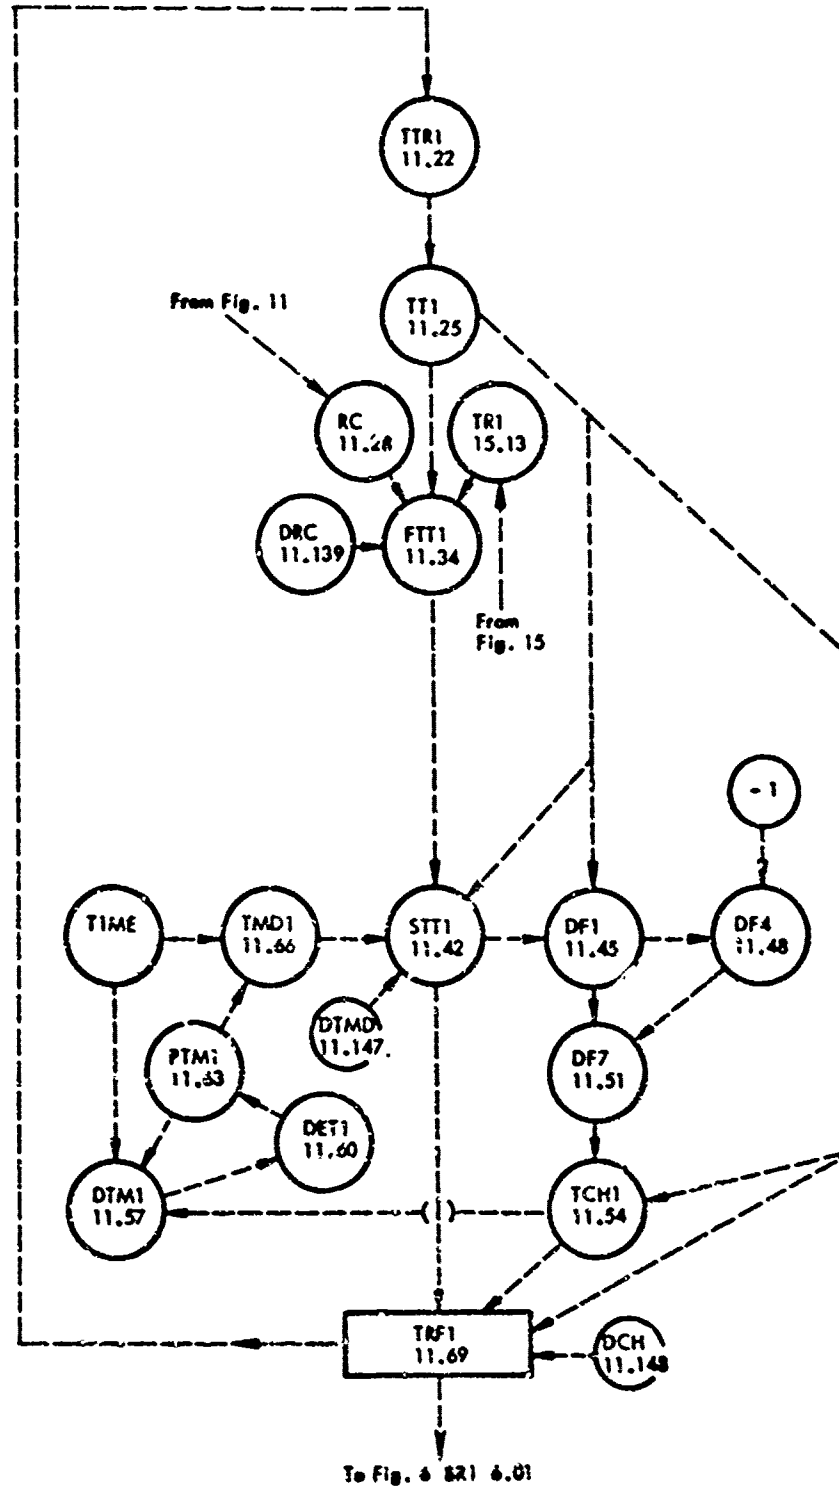 TTR1
11.22
TT1
11.25
From Fig. 11
RC
11.28
TR1
15.13
DRC
11.139
FTT1
11.34
From
Fig. 15
- 1
TIME
TMD1
11.66
STT1
11.42
DF1
11.45
DF4
11.48
DTMD
11.147
PTM1
11.63
DF7
11.51
DET1
11.60
DTM1
11.57
TCH1
11.54
TRF1
11.69
DCH
11.148
To Fig. 6 SR1 6.01